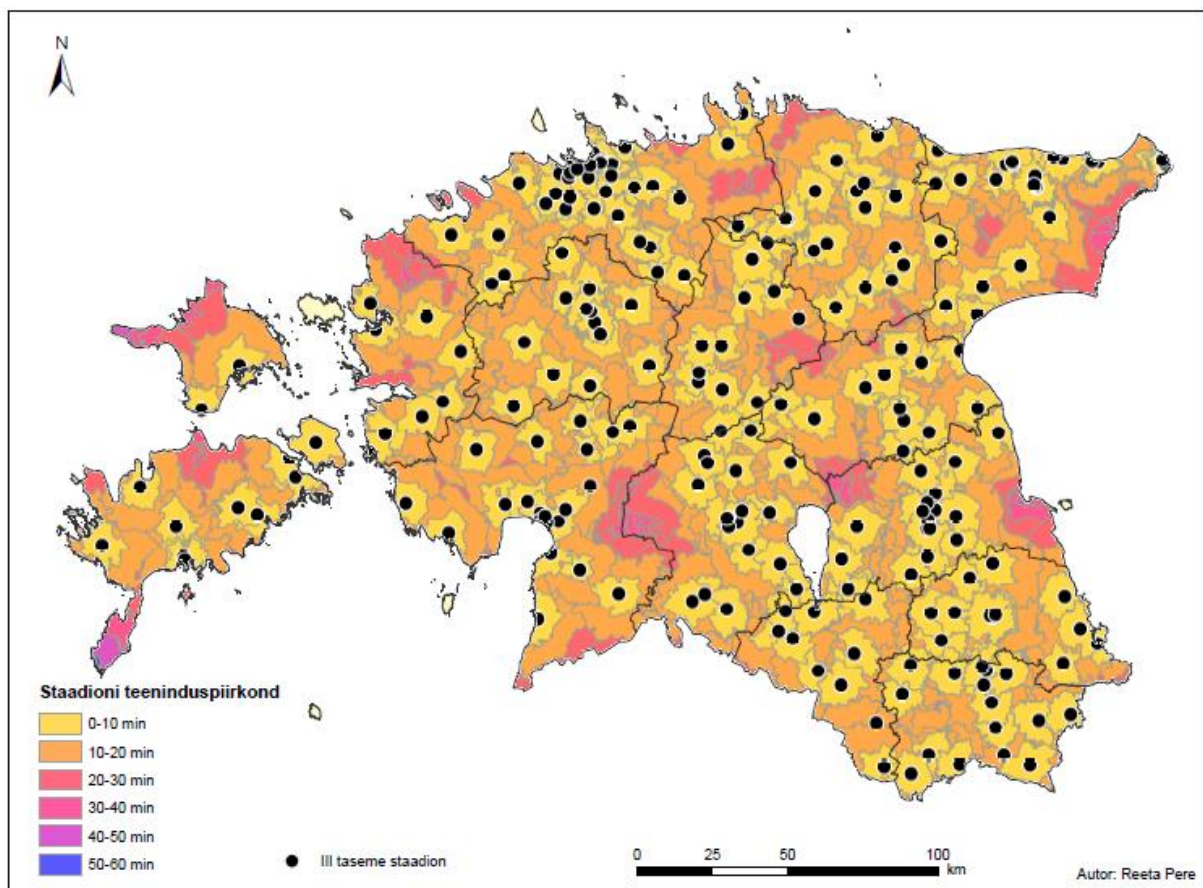 N
Staadioni teeninduspiirkond
0-10 min
10-20 min
20-30 min
30-40 min
40-50 min
50-60 min
III taseme staadion
0 25 50 100
km
Autor: Reeta Pere